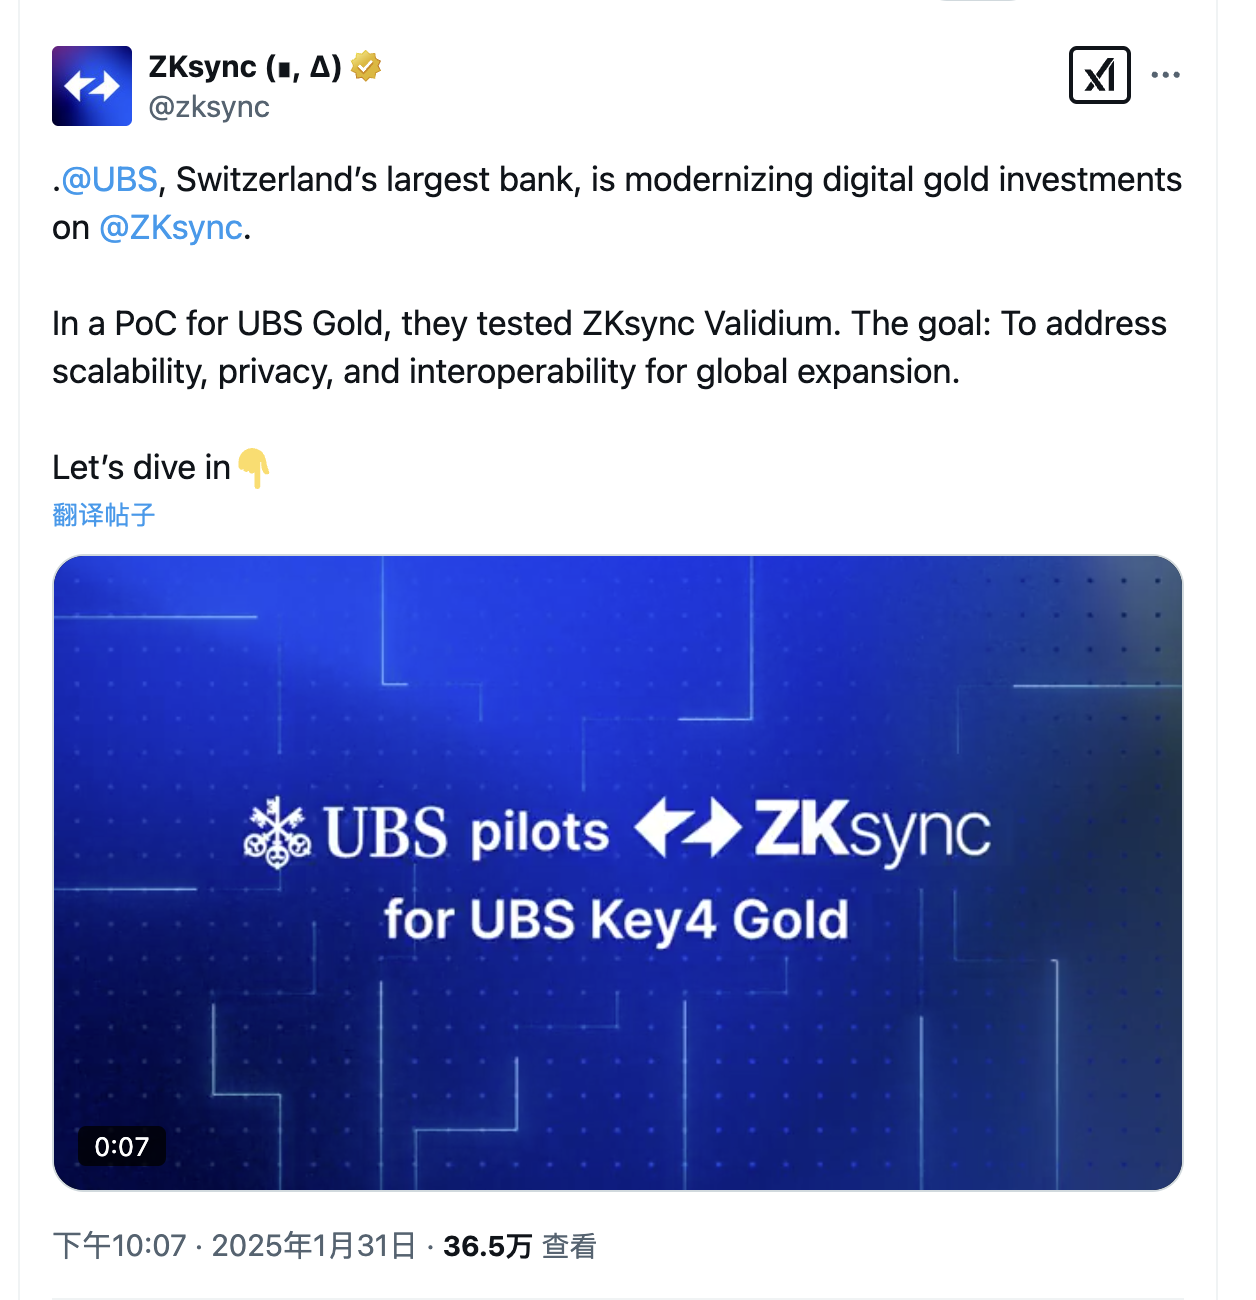 ZKsync (∎, ∆)
@zksync
.@UBS, Switzerland’s largest bank, is modernizing digital gold investments
on @ZKsync.
In a PoC for UBS Gold, they tested ZKsync Validium. The goal: To address
scalability, privacy, and interoperability for global expansion.
Let’s dive in👇
翻译帖子
UBS pilots ZKsync
for UBS Key4 Gold
0:07
下午10:07 · 2025年1月31日 · 36.5万 查看